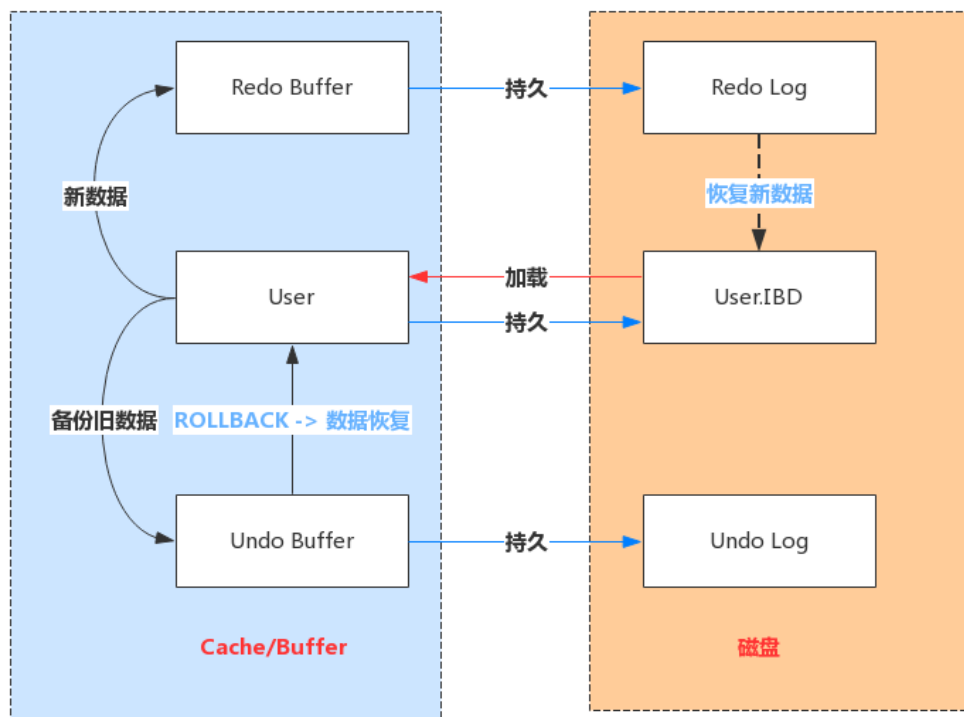 Redo Buffer
持久
Redo Log
新数据
恢复新数据
User
加载
持久
User.IBD
备份旧数据
ROLLBACK -> 数据恢复
Undo Buffer
持久
Undo Log
Cache/Buffer
磁盘